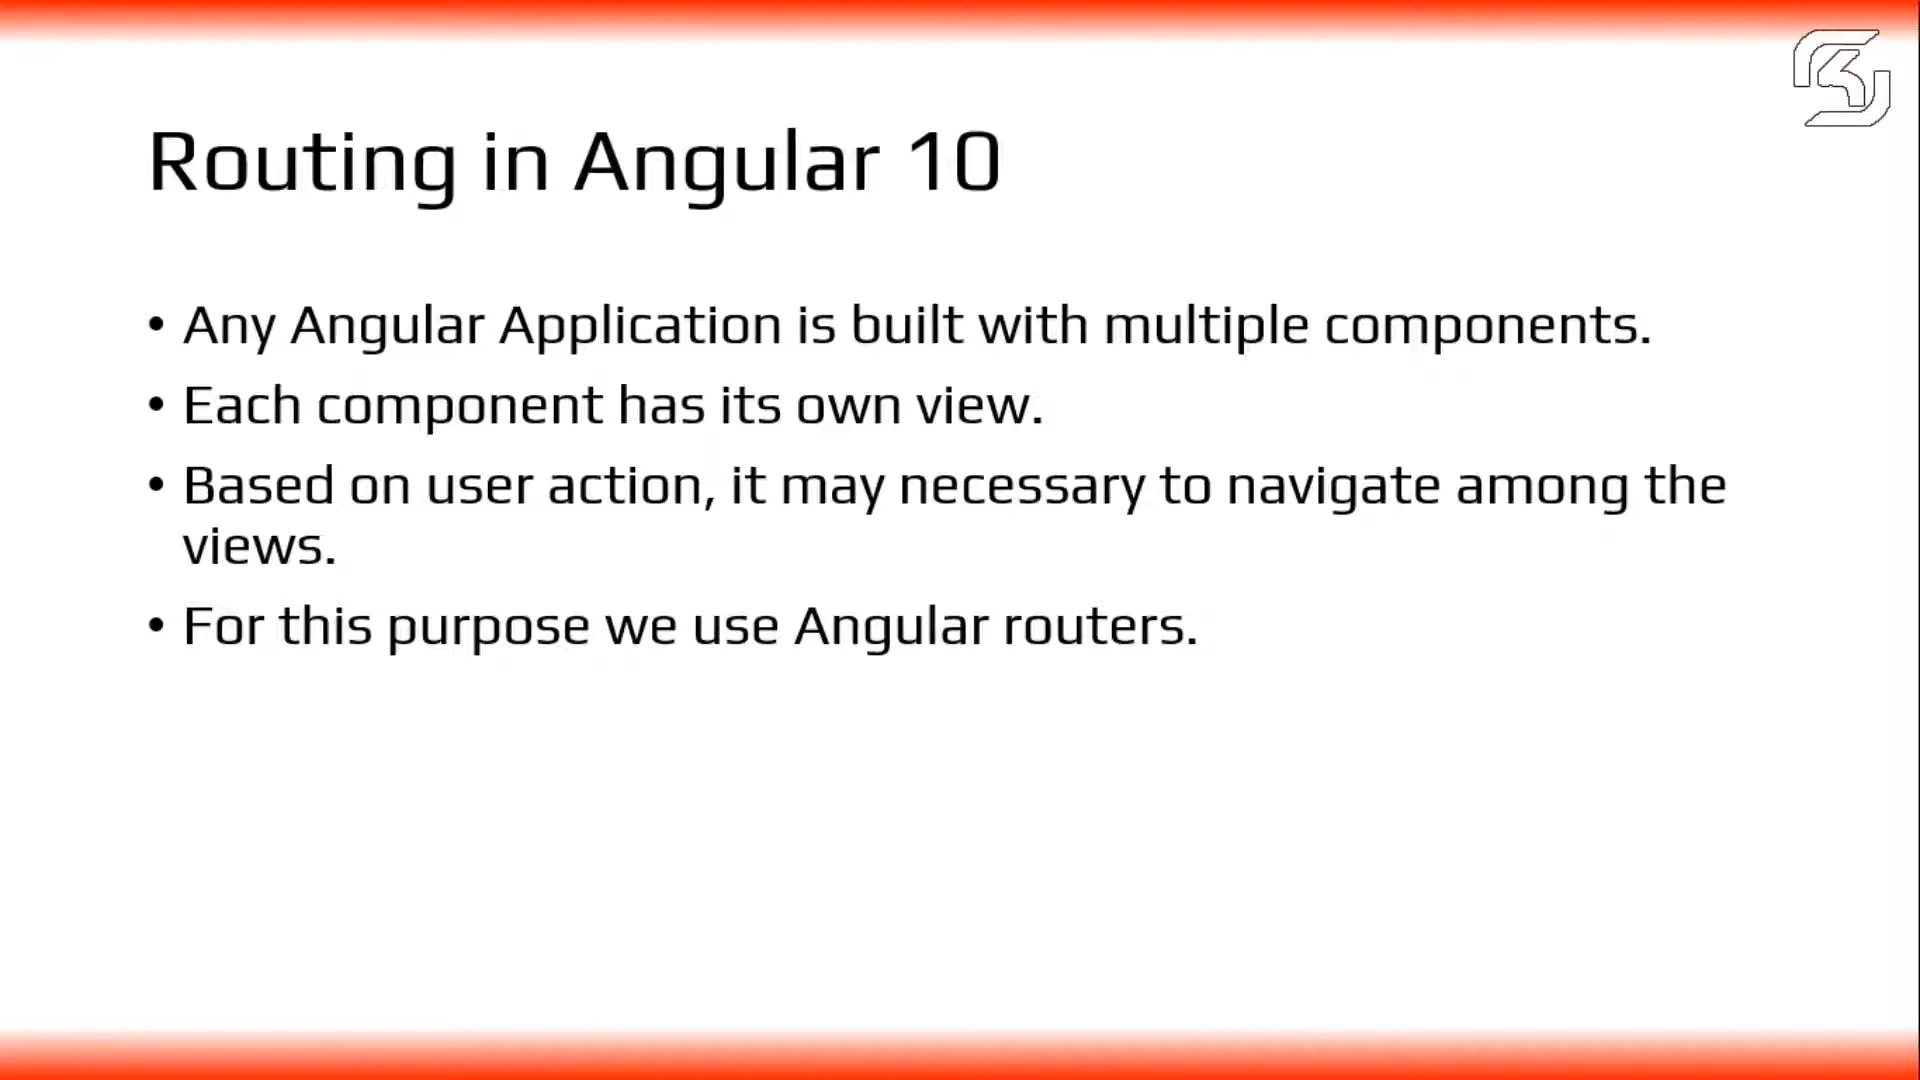 Routing in Angular 10
• Any Angular Application is built with multiple components.
• Each component has its own view.
• Based on user action, it may necessary to navigate among the
views.
• For this purpose we use Angular routers.